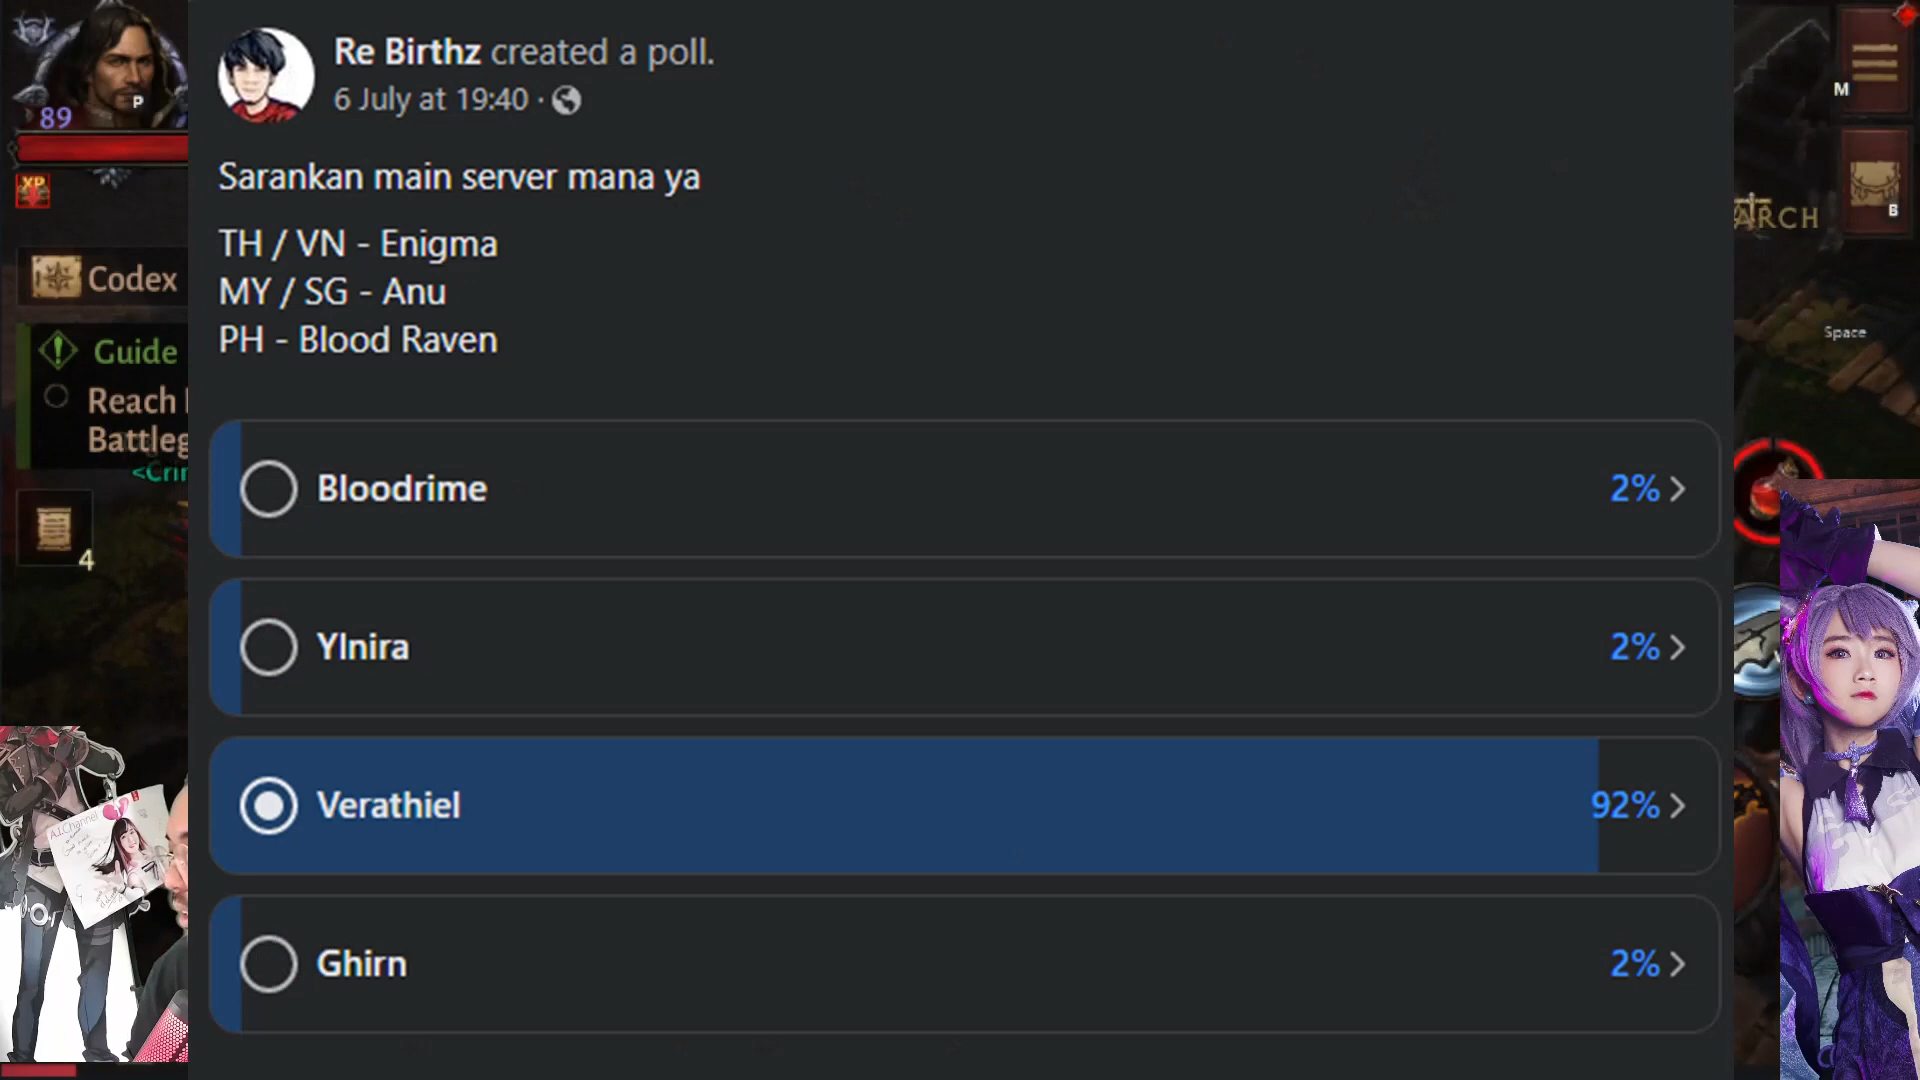 Re Birthz created a poll.
6 July at 19:40 ·
Sarankan main server mana ya
TH / VN - Enigma
MY / SG - Anu
PH - Blood Raven
Bloodrime 2%
Ylnira 2%
Verathiel 92%
Ghirn 2%
P
89
XP
Codex
Guide
Reach
Battleg
<Crin
4
M
B
ARCH
Space
A.I.Channel